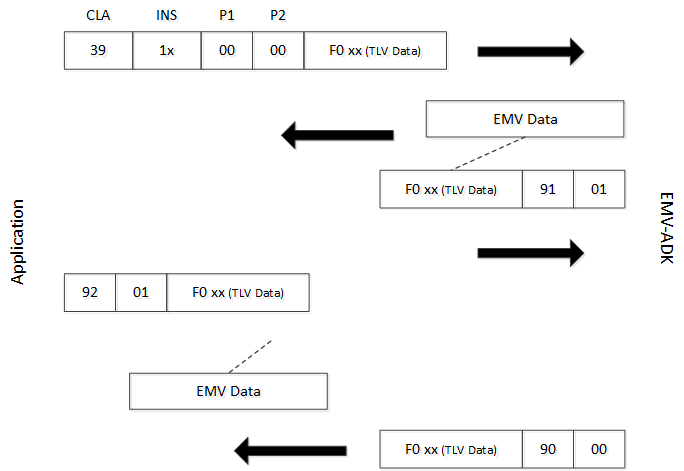 CLA INS P1 P2
39 1x 00 00 F0 xx (TLV Data)
EMV Data
F0 xx (TLV Data) 91 01
Application
EMV-ADK
92 01 F0 xx (TLV Data)
EMV Data
F0 xx (TLV Data) 90 00